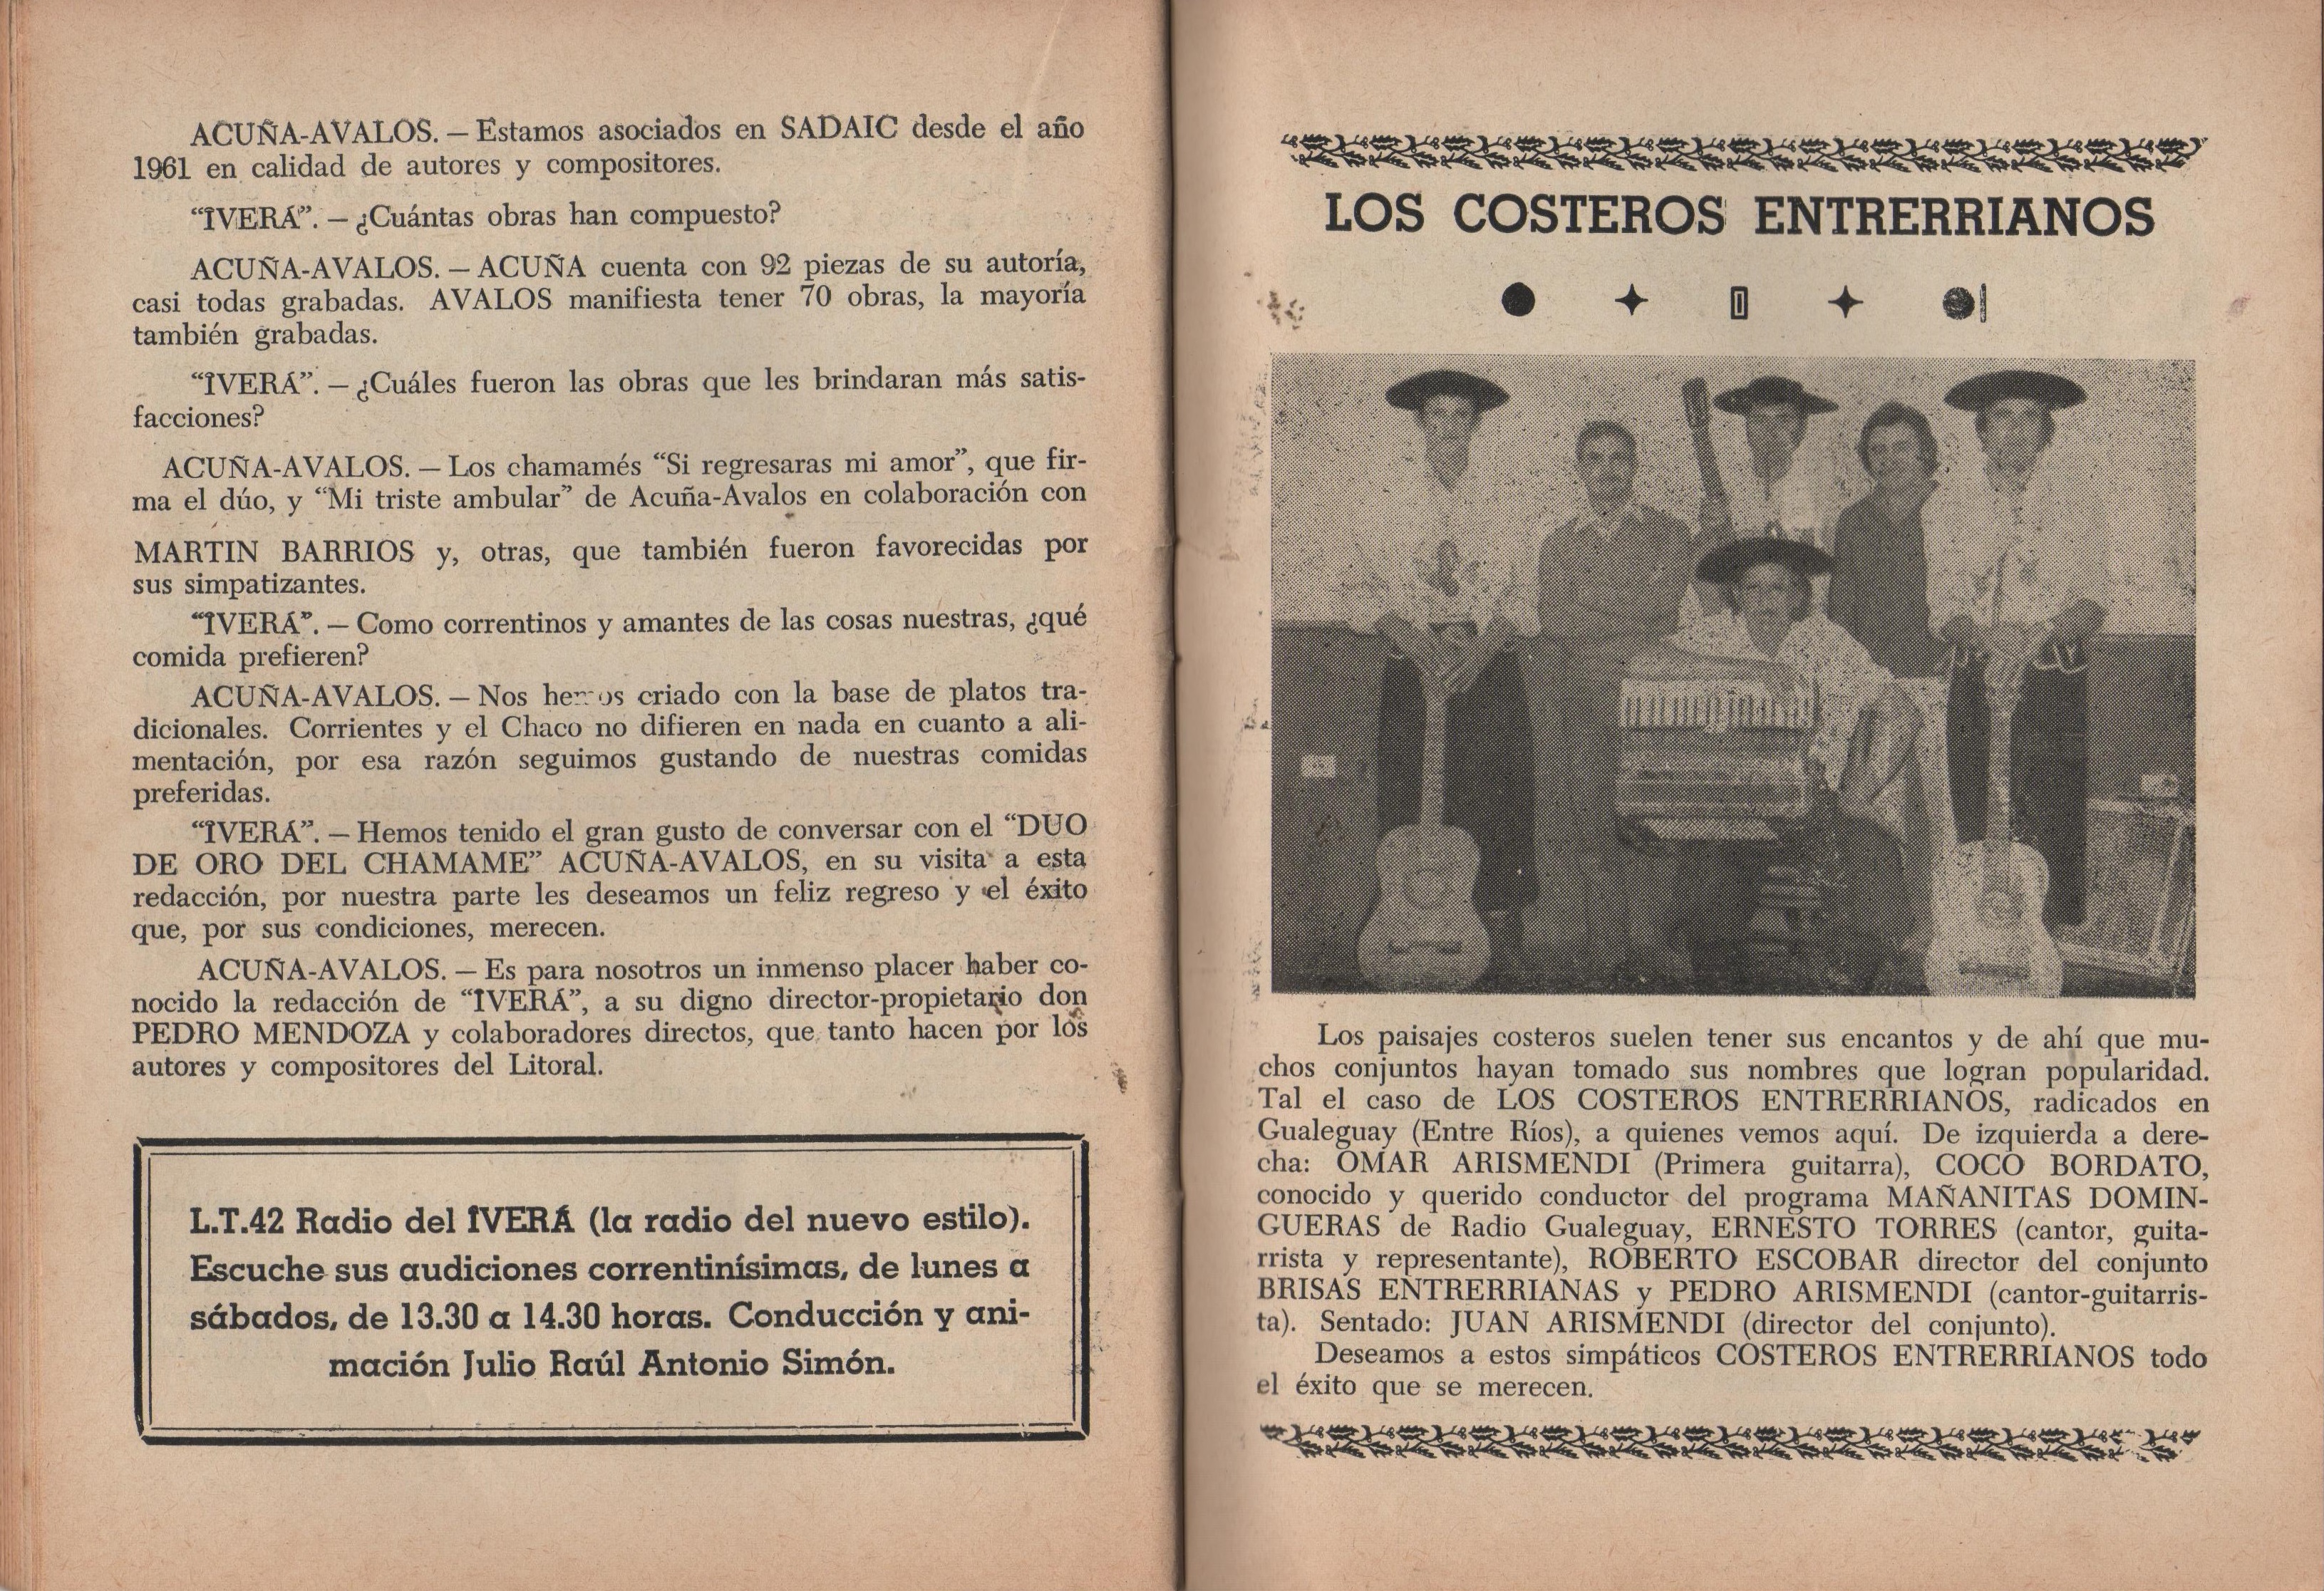 ACUÑA-AVALOS. — Estamos asociados en SADAIC desde el año
1961 en calidad de autores y compositores.
“ÎVERÁ”. — ¿Cuántas obras han compuesto?
ACUÑA-AVALOS. — ACUÑA cuenta con 92 piezas de su autoría,
casi todas grabadas. AVALOS manifiesta tener 70 obras, la mayoría
también grabadas.
“ÎVERÁ”. — ¿Cuáles fueron las obras que les brindaran más satis-
facciones?
ACUÑA-AVALOS. — Los chamamés “Si regresaras mi amor”, que fir-
ma el dúo, y “Mi triste ambular” de Acuña-Avalos en colaboración con
MARTIN BARRIOS y, otras, que también fueron favorecidas por
sus simpatizantes.
“ÎVERÁ”. — Como correntinos y amantes de las cosas nuestras, ¿qué
comida prefieren?
ACUÑA-AVALOS. — Nos hemos criado con la base de platos tra-
dicionales. Corrientes y el Chaco no difieren en nada en cuanto a ali-
mentación, por esa razón seguimos gustando de nuestras comidas
preferidas.
“ÎVERÁ”. — Hemos tenido el gran gusto de conversar con el “DUO
DE ORO DEL CHAMAME” ACUÑA-AVALOS, en su visita a esta
redacción, por nuestra parte les deseamos un feliz regreso y el éxito
que, por sus condiciones, merecen.
ACUÑA-AVALOS. — Es para nosotros un inmenso placer haber co-
nocido la redacción de “ÎVERÁ”, a su digno director-propietario don
PEDRO MENDOZA y colaboradores directos, que tanto hacen por los
autores y compositores del Litoral.
L.T.42 Radio del ÎVERÁ (la radio del nuevo estilo).
Escuche sus audiciones correntinísimas, de lunes a
sábados, de 13.30 a 14.30 horas. Conducción y ani-
mación Julio Raúl Antonio Simón.
LOS COSTEROS ENTRERRIANOS
Los paisajes costeros suelen tener sus encantos y de ahí que mu-
chos conjuntos hayan tomado sus nombres que logran popularidad.
Tal el caso de LOS COSTEROS ENTRERRIANOS, radicados en
Gualeguay (Entre Ríos), a quienes vemos aquí. De izquierda a dere-
cha: OMAR ARISMENDI (Primera guitarra), COCO BORDATO,
conocido y querido conductor del programa MAÑANITAS DOMIN-
GUERAS de Radio Gualeguay, ERNESTO TORRES (cantor, guita-
rrista y representante), ROBERTO ESCOBAR director del conjunto
BRISAS ENTRERRIANAS y PEDRO ARISMENDI (cantor-guitarris-
ta). Sentado: JUAN ARISMENDI (director del conjunto).
Deseamos a estos simpáticos COSTEROS ENTRERRIANOS todo
el éxito que se merecen.